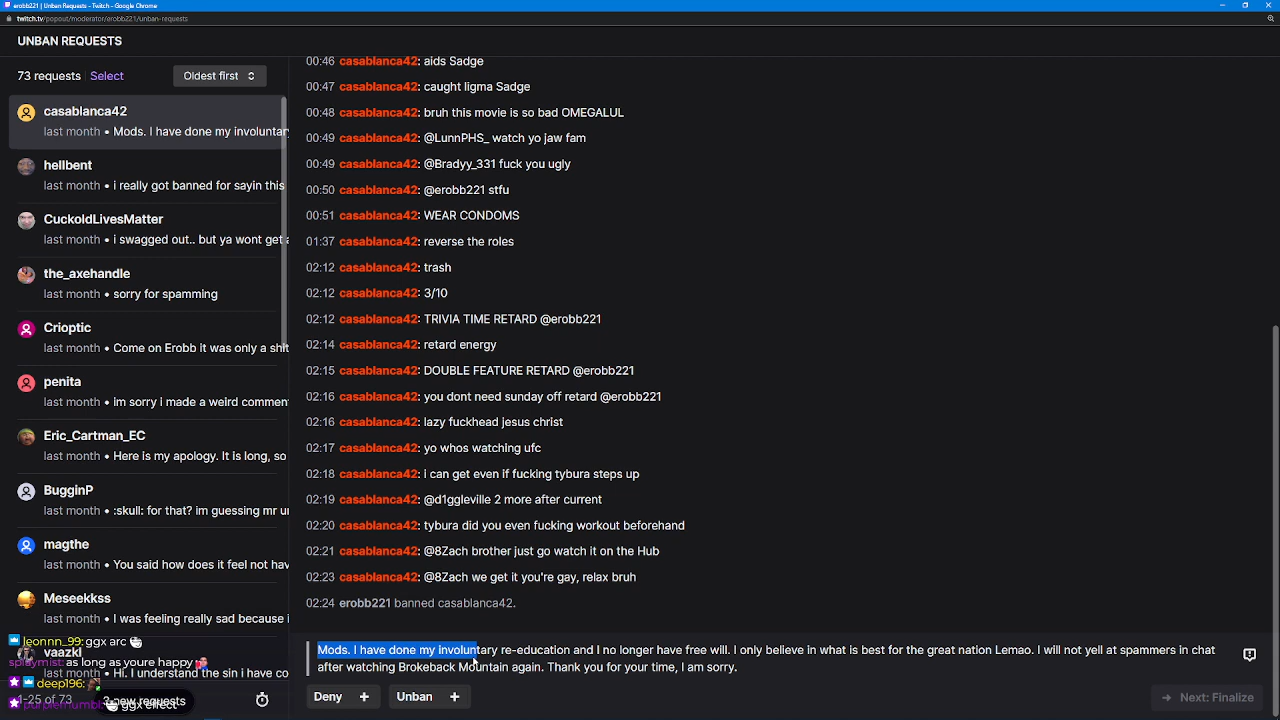 erobb221 | Unban Requests - Twitch - Google Chrome
twitch.tv/popout/moderator/erobb221/unban-requests
UNBAN REQUESTS
73 requests Select Oldest first
casablanca42
last month • Mods. I have done my involuntary
hellbent
last month • i really got banned for sayin this
CuckoldLivesMatter
last month • i swagged out.. but ya wont get
the_axehandle
last month • sorry for spamming
Crioptic
last month • Come on Erobb it was only a
penita
last month • im sorry i made a weird comment
Eric_Cartman_EC
last month • Here is my apology. It is long, so
BugginP
last month • :skull: for that? im guessing mr
magthe
last month • You said how does it feel not
Meseekkss
last month • I was feeling really sad because
vaazkl
last month • Hi, I understand the sin i have
1-25 of 73
3 new requests
leonnn_99: ggx arc
splaymist: as long as youre happy
deep196:
purplemumbl
ggx
00:46 casablanca42: aids Sadge
00:47 casablanca42: caught ligma Sadge
00:48 casablanca42: bruh this movie is so bad OMEGALUL
00:49 casablanca42: @LunnPHS_ watch yo jaw fam
00:49 casablanca42: @Bradyy_331 fuck you ugly
00:50 casablanca42: @erobb221 stfu
00:51 casablanca42: WEAR CONDOMS
01:37 casablanca42: reverse the roles
02:12 casablanca42: trash
02:12 casablanca42: 3/10
02:12 casablanca42: TRIVIA TIME RETARD @erobb221
02:14 casablanca42: retard energy
02:15 casablanca42: DOUBLE FEATURE RETARD @erobb221
02:16 casablanca42: you dont need sunday off retard @erobb221
02:16 casablanca42: lazy fuckhead jesus christ
02:17 casablanca42: yo whos watching ufc
02:18 casablanca42: i can get even if fucking tybura steps up
02:19 casablanca42: @d1ggleville 2 more after current
02:20 casablanca42: tybura did you even fucking workout beforehand
02:21 casablanca42: @8Zach brother just go watch it on the Hub
02:23 casablanca42: @8Zach we get it you're gay, relax bruh
02:24 erobb221 banned casablanca42.
Mods. I have done my involuntary re-education and I no longer have free will. I only believe in what is best for the great nation Lemao. I will not yell at spammers in chat
after watching Brokeback Mountain again. Thank you for your time, I am sorry.
Deny + Unban + → Next: Finalize